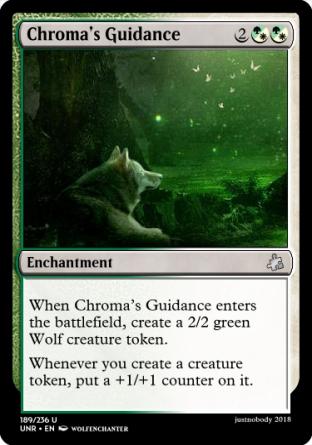 Chroma's Guidance 2
Enchantment
When Chroma's Guidance enters
the battlefield, create a 2/2 green
Wolf creature token.
Whenever you create a creature
token, put a +1/+1 counter on it.
189/236 U
UNR • EN WOLFENCHANTER
justnobody 2018